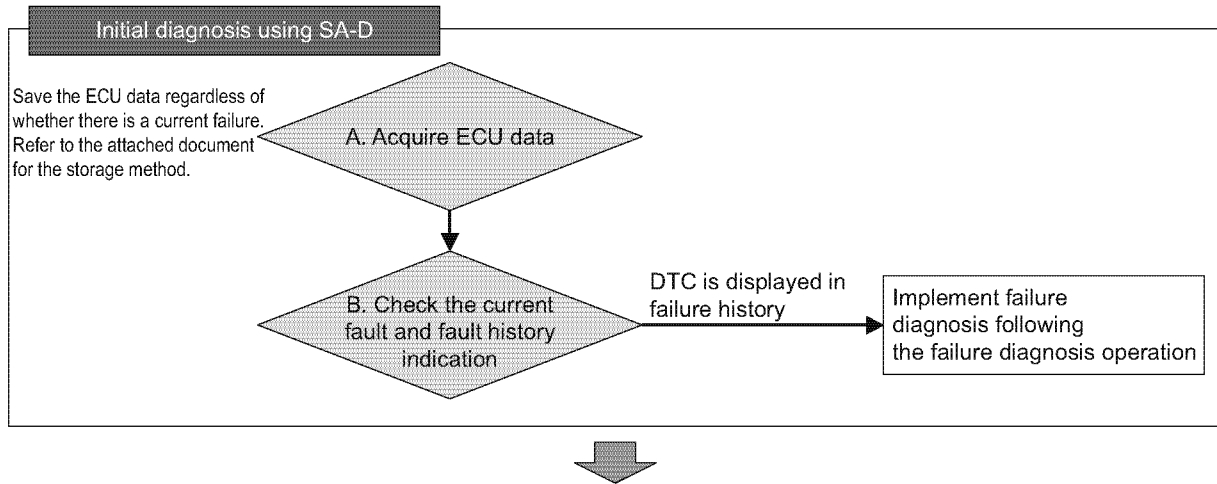 Initial diagnosis using SA-D
Save the ECU data regardless of
whether there is a current failure.
Refer to the attached document
for the storage method.
A. Acquire ECU data
B. Check the current
fault and fault history
indication
DTC is displayed in
failure history
Implement failure
diagnosis following
the failure diagnosis operation